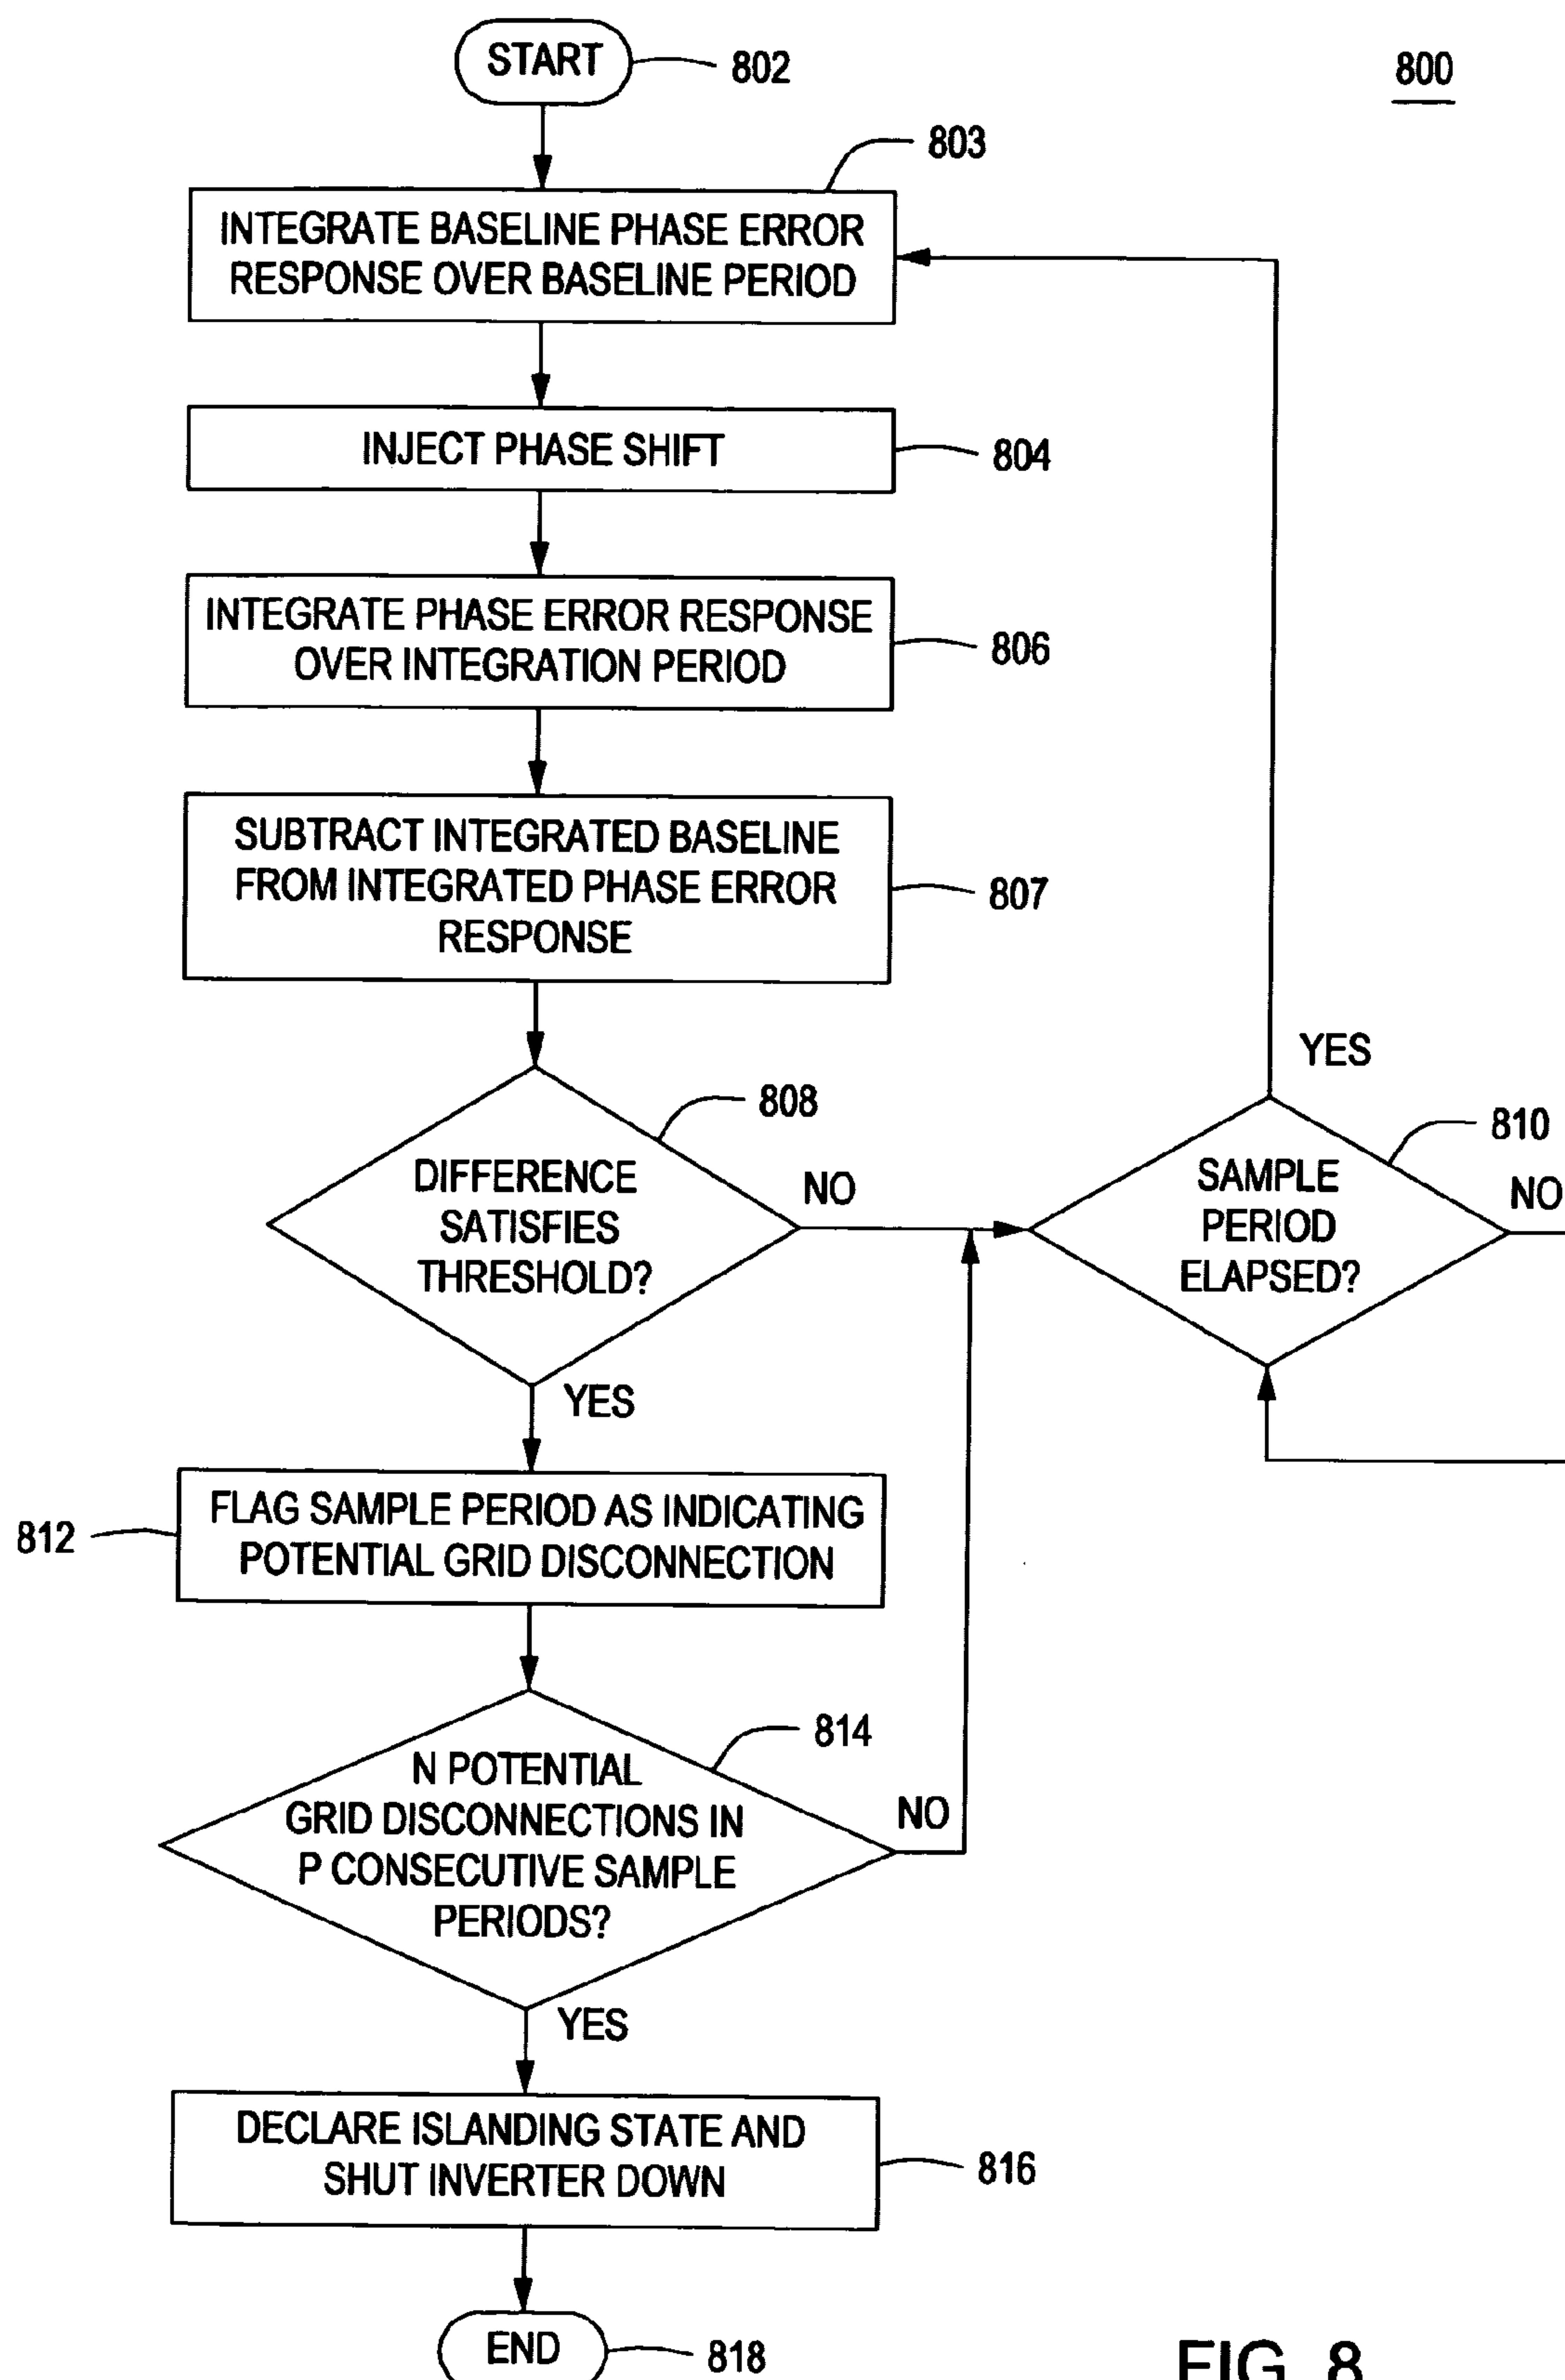 START
802
800
803
INTEGRATE BASELINE PHASE ERROR
RESPONSE OVER BASELINE PERIOD
INJECT PHASE SHIFT
804
INTEGRATE PHASE ERROR RESPONSE
OVER INTEGRATION PERIOD
806
SUBTRACT INTEGRATED BASELINE
FROM INTEGRATED PHASE ERROR
RESPONSE
807
YES
808
810
DIFFERENCE
SATISFIES
THRESHOLD?
NO
SAMPLE
PERIOD
ELAPSED?
NO
YES
812
FLAG SAMPLE PERIOD AS INDICATING
POTENTIAL GRID DISCONNECTION
814
N POTENTIAL
GRID DISCONNECTIONS IN
P CONSECUTIVE SAMPLE
PERIODS?
NO
YES
DECLARE ISLANDING STATE AND
SHUT INVERTER DOWN
816
END
818
FIG. 8